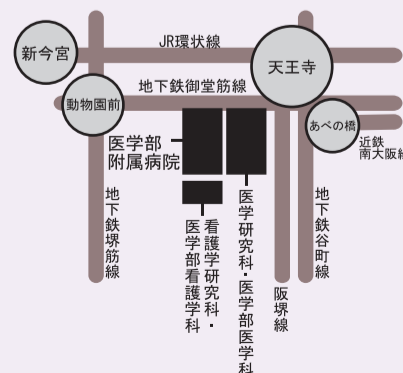 JR環状線
新今宮
天王寺
地下鉄御堂筋線
動物園前
あべの橋
近鉄
南大阪線
医学部
附属病院
地下鉄堺筋線
看護学研究科・
医学部看護学科
医学研究科・医学部医学科
阪堺線
地下鉄谷町線